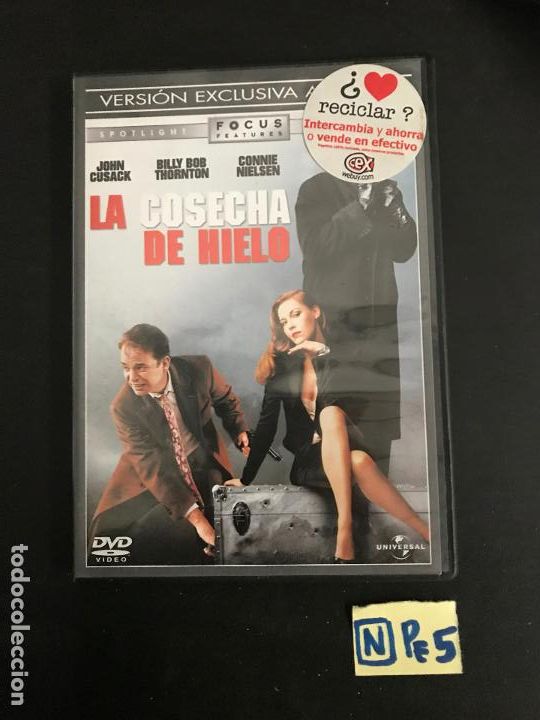 VERSIÓN EXCLUSIVA A
¿ reciclar ?
Intercambia y ahorra
o vende en efectivo
cex
webuy.com
SPOTLIGHT
FOCUS
FEATURES
JOHN CUSACK
BILLY BOB THORNTON
CONNIE NIELSEN
LA COSECHA
DE HIELO
DVD
VIDEO
UNIVERSAL
N PE5
todocoleccion